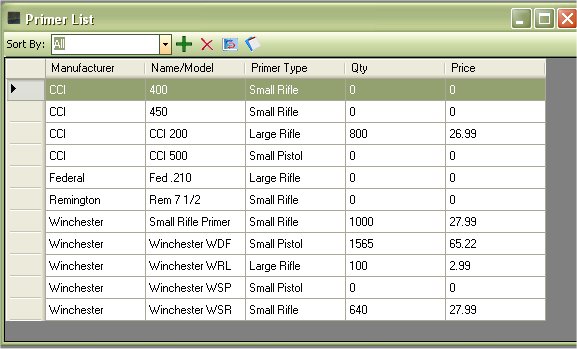 Primer List
Sort By: All
Manufacturer Name/Model Primer Type Qty Price
CCI 400 Small Rifle 0 0
CCI 450 Small Rifle 0 0
CCI CCI 200 Large Rifle 800 26.99
CCI CCI 500 Small Pistol 0 0
Federal Fed .210 Large Rifle 0 0
Remington Rem 7 1/2 Small Rifle 0 0
Winchester Small Rifle Primer Small Rifle 1000 27.99
Winchester Winchester WDF Small Pistol 1565 65.22
Winchester Winchester WRL Large Rifle 100 2.99
Winchester Winchester WSP Small Pistol 0 0
Winchester Winchester WSR Small Rifle 640 27.99